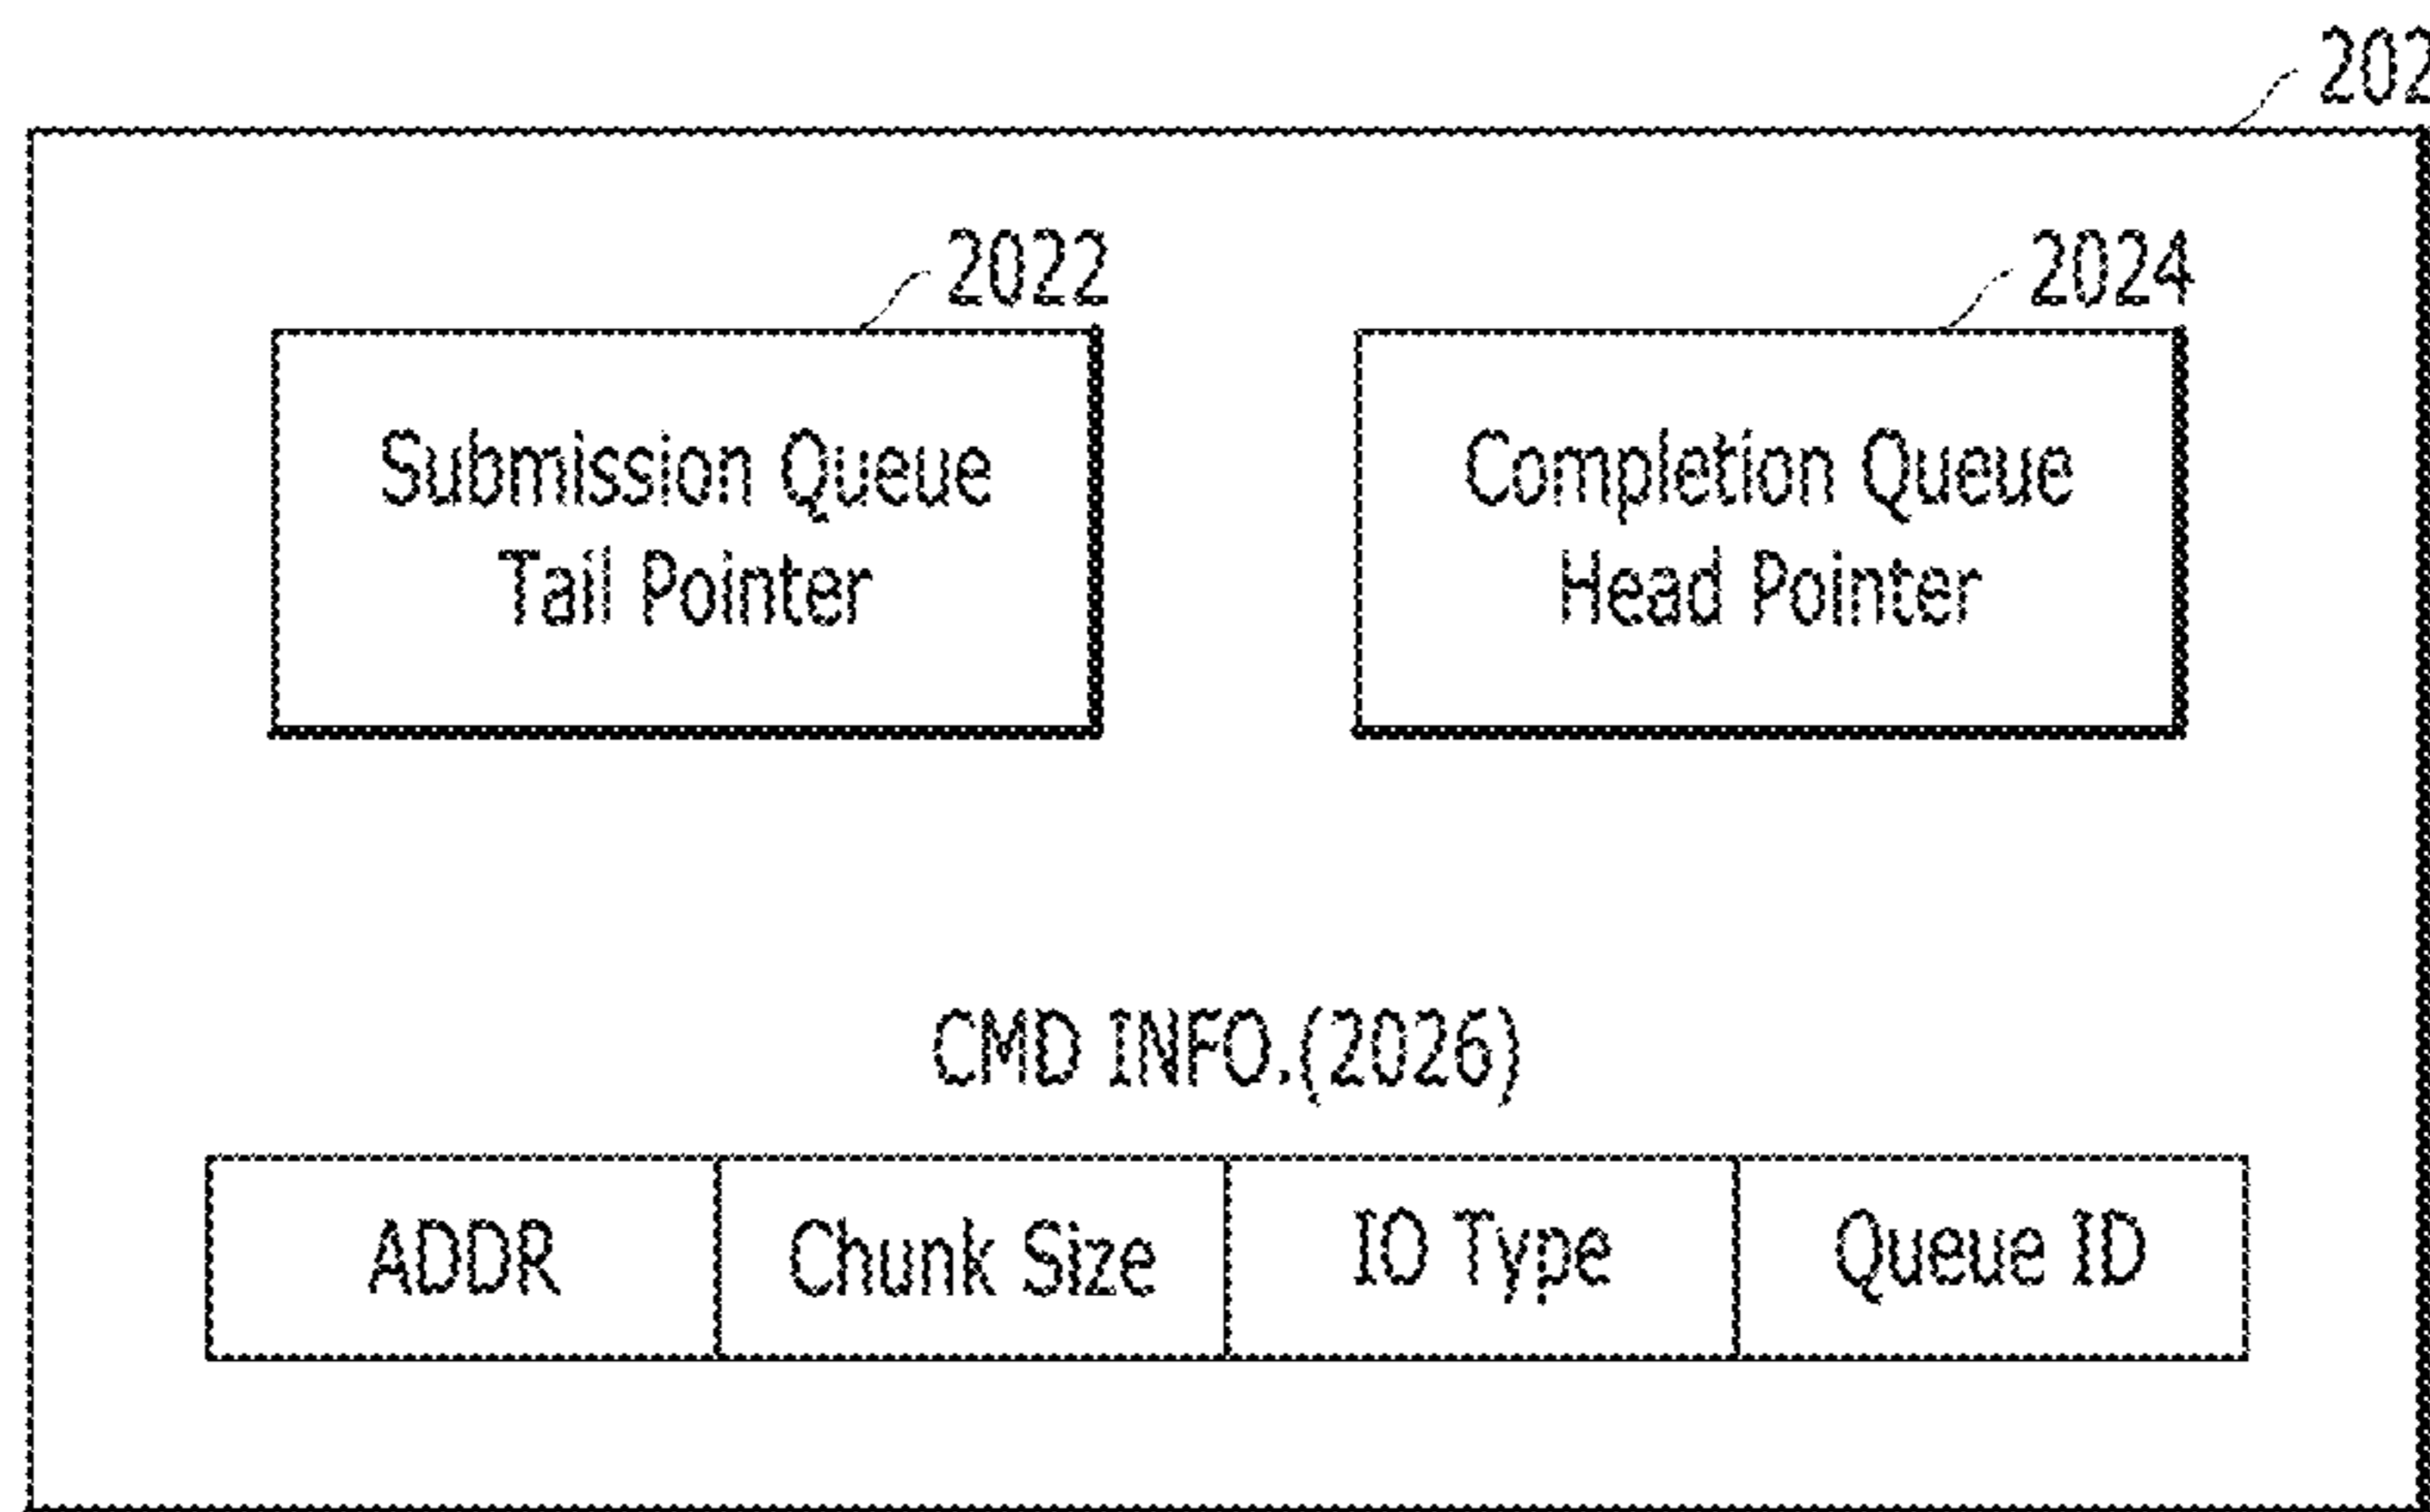 202
2022
2024
Submission Queue
Tail Pointer
Completion Queue
Head Pointer
CMD INFO.(2026)
ADDR
Chunk Size
IO Type
Queue ID